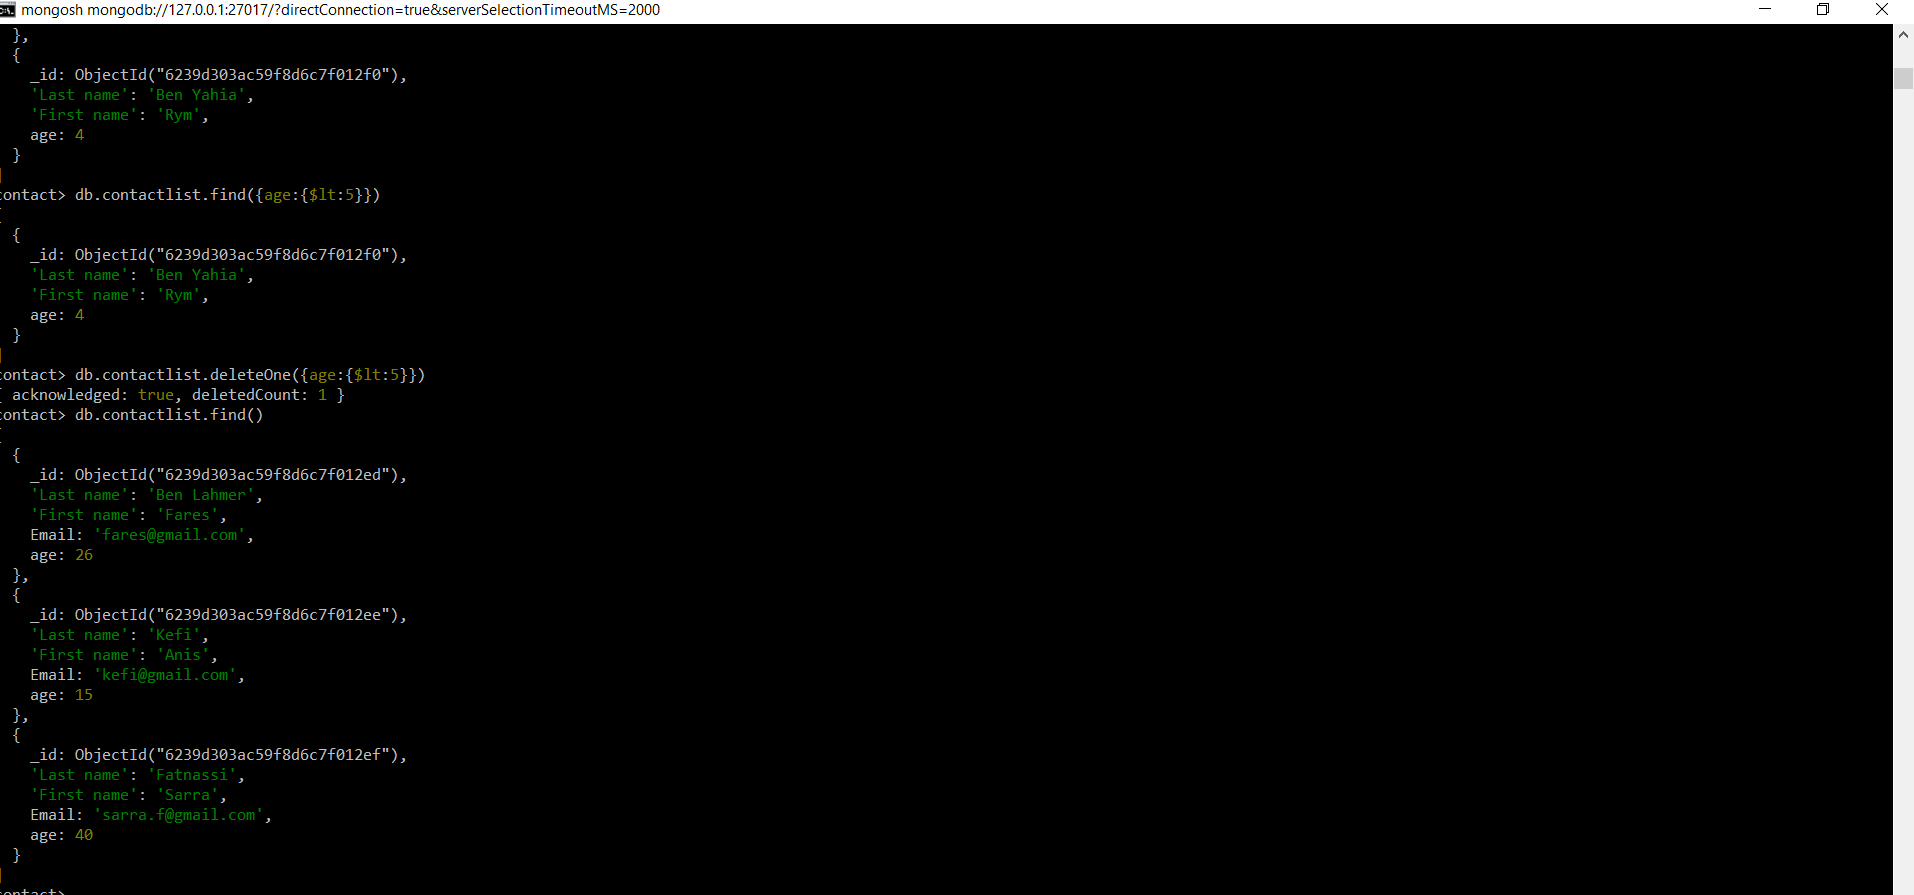 mongosh mongodb://127.0.0.1:27017/?directConnection=true&serverSelectionTimeoutMS=2000
},
{
_id: ObjectId("6239d303ac59f8d6c7f012f0"),
'Last name': 'Ben Yahia',
'First name': 'Rym',
age: 4
}
]
contact> db.contactlist.find({age:{$lt:5}})
[
{
_id: ObjectId("6239d303ac59f8d6c7f012f0"),
'Last name': 'Ben Yahia',
'First name': 'Rym',
age: 4
}
]
contact> db.contactlist.deleteOne({age:{$lt:5}})
{ acknowledged: true, deletedCount: 1 }
contact> db.contactlist.find()
[
{
_id: ObjectId("6239d303ac59f8d6c7f012ed"),
'Last name': 'Ben Lahmer',
'First name': 'Fares',
Email: 'fares@gmail.com',
age: 26
},
{
_id: ObjectId("6239d303ac59f8d6c7f012ee"),
'Last name': 'Kefi',
'First name': 'Anis',
Email: 'kefi@gmail.com',
age: 15
},
{
_id: ObjectId("6239d303ac59f8d6c7f012ef"),
'Last name': 'Fatnassi',
'First name': 'Sarra',
Email: 'sarra.f@gmail.com',
age: 40
}
]
contact>